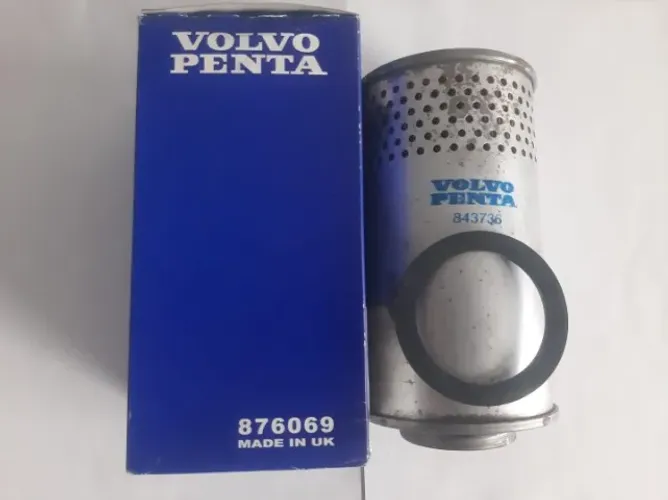 VOLVO
PENTA
876069
MADE IN UK
VOLVO
PENTA
843736